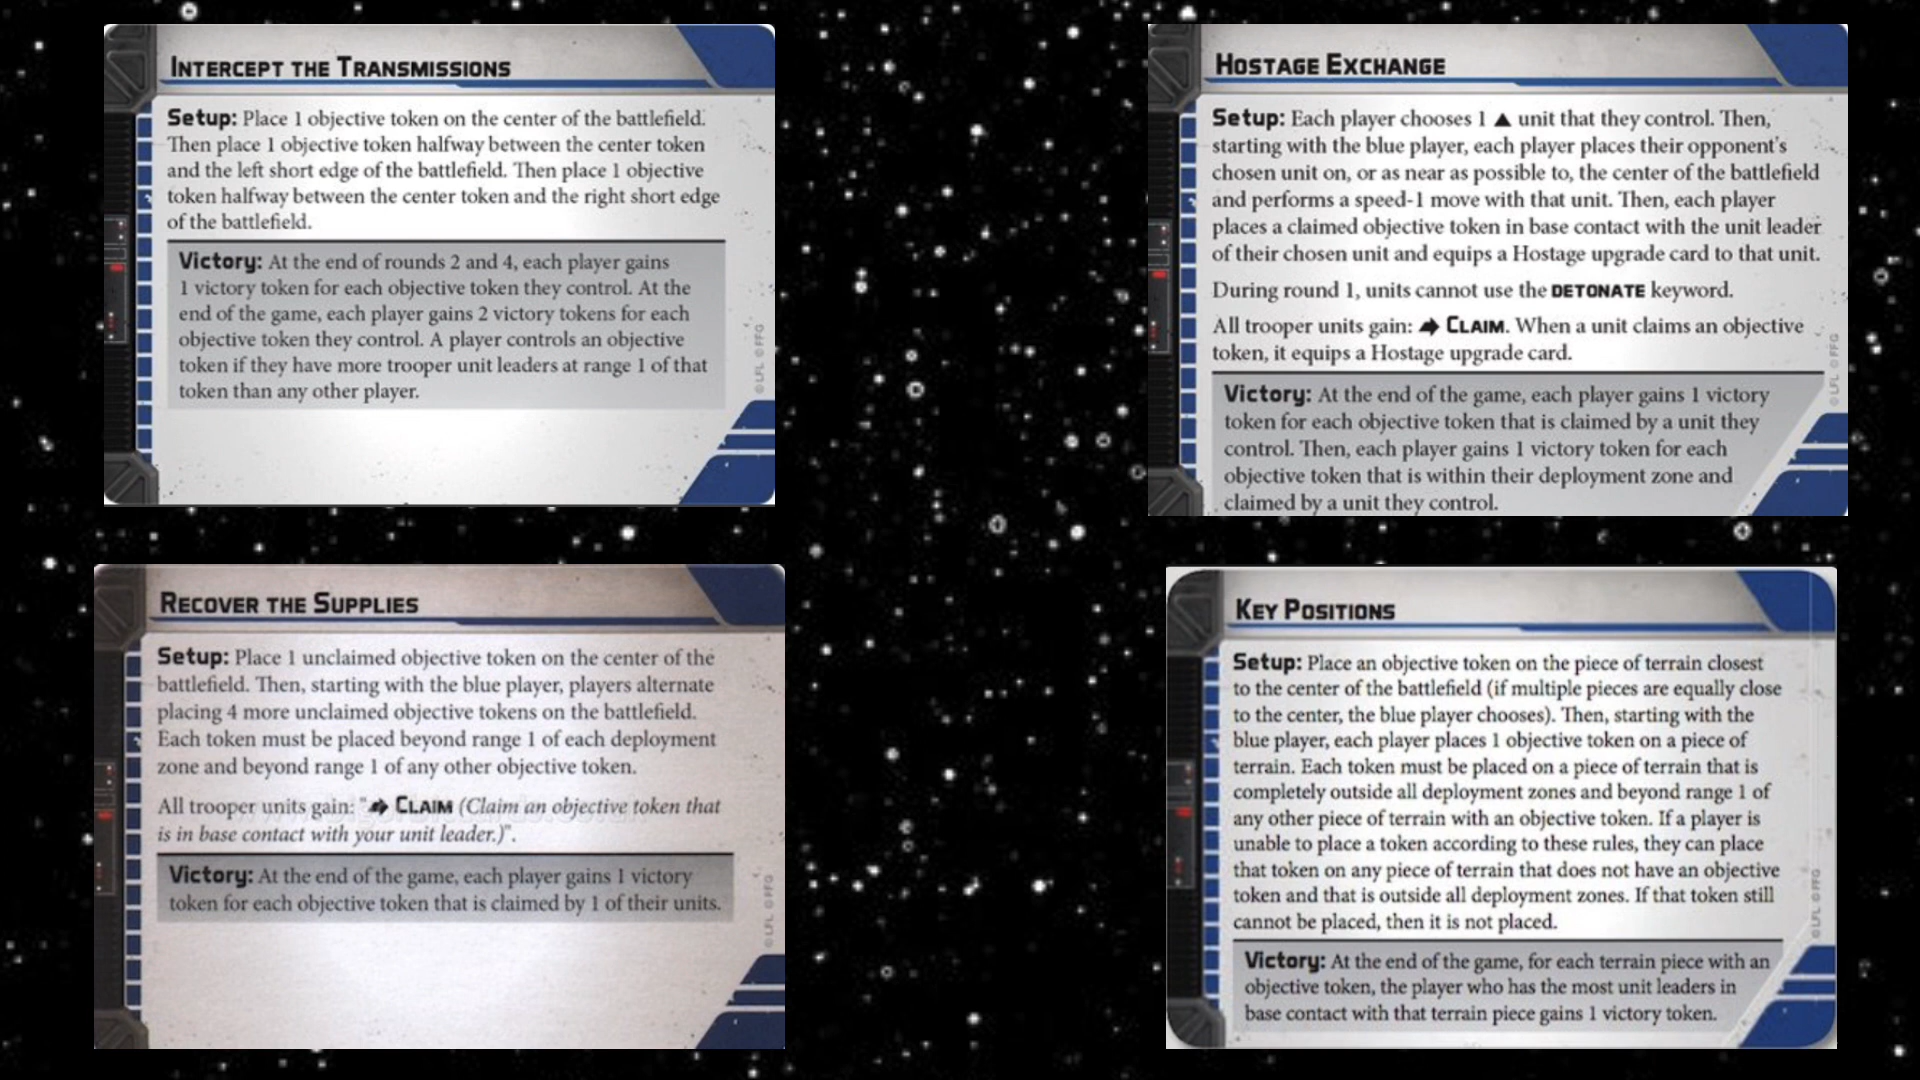 INTERCEPT THE TRANSMISSIONS
Setup: Place 1 objective token on the center of the battlefield.
Then place 1 objective token halfway between the center token
and the left short edge of the battlefield. Then place 1 objective
token halfway between the center token and the right short edge
of the battlefield.
Victory: At the end of rounds 2 and 4, each player gains
1 victory token for each objective token they control. At the
end of the game, each player gains 2 victory tokens for each
objective token they control. A player controls an objective
token if they have more trooper unit leaders at range 1 of that
token than any other player.
© LFL © FFG
HOSTAGE EXCHANGE
Setup: Each player chooses 1 ▲ unit that they control. Then,
starting with the blue player, each player places their opponent's
chosen unit on, or as near as possible to, the center of the battlefield
and performs a speed-1 move with that unit. Then, each player
places a claimed objective token in base contact with the unit leader
of their chosen unit and equips a Hostage upgrade card to that unit.
During round 1, units cannot use the DETONATE keyword.
All trooper units gain: CLAIM. When a unit claims an objective
token, it equips a Hostage upgrade card.
Victory: At the end of the game, each player gains 1 victory
token for each objective token that is claimed by a unit they
control. Then, each player gains 1 victory token for each
objective token that is within their deployment zone and
claimed by a unit they control.
© LFL © FFG
RECOVER THE SUPPLIES
Setup: Place 1 unclaimed objective token on the center of the
battlefield. Then, starting with the blue player, players alternate
placing 4 more unclaimed objective tokens on the battlefield.
Each token must be placed beyond range 1 of each deployment
zone and beyond range 1 of any other objective token.
All trooper units gain: "CLAIM (Claim an objective token that
is in base contact with your unit leader.)".
Victory: At the end of the game, each player gains 1 victory
token for each objective token that is claimed by 1 of their units.
© LFL © FFG
KEY POSITIONS
Setup: Place an objective token on the piece of terrain closest
to the center of the battlefield (if multiple pieces are equally close
to the center, the blue player chooses). Then, starting with the
blue player, each player places 1 objective token on a piece of
terrain. Each token must be placed on a piece of terrain that is
completely outside all deployment zones and beyond range 1 of
any other piece of terrain with an objective token. If a player is
unable to place a token according to these rules, they can place
that token on any piece of terrain that does not have an objective
token and that is outside all deployment zones. If that token still
cannot be placed, then it is not placed.
Victory: At the end of the game, for each terrain piece with an
objective token, the player who has the most unit leaders in
base contact with that terrain piece gains 1 victory token.
© LFL © FFG